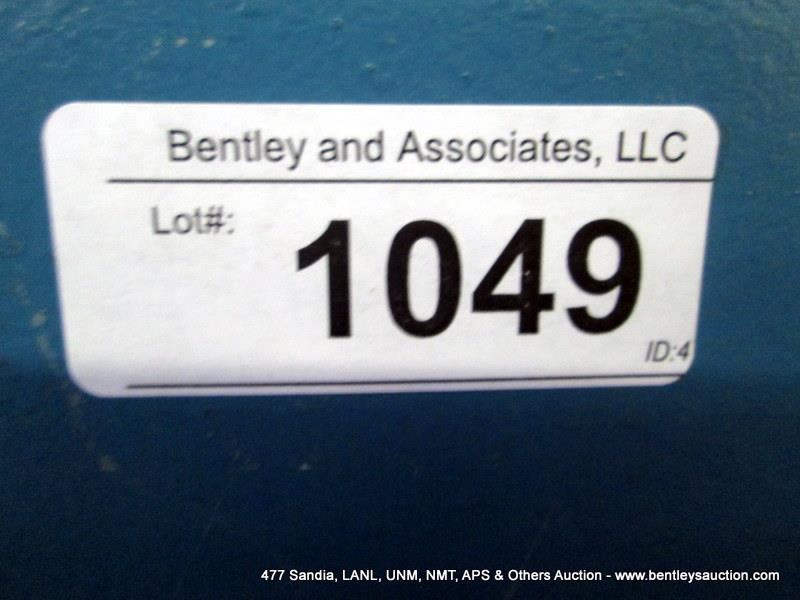 Bentley and Associates, LLC
Lot#:
1049
ID:4
477 Sandia, LANL, UNM, NMT, APS & Others Auction - www.bentleysauction.com